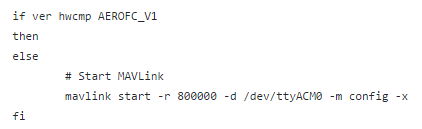 if ver hwcmp AEROFC_V1
then
else
# Start MAVLink
mavlink start -r 800000 -d /dev/ttyACM0 -m config -x
fi